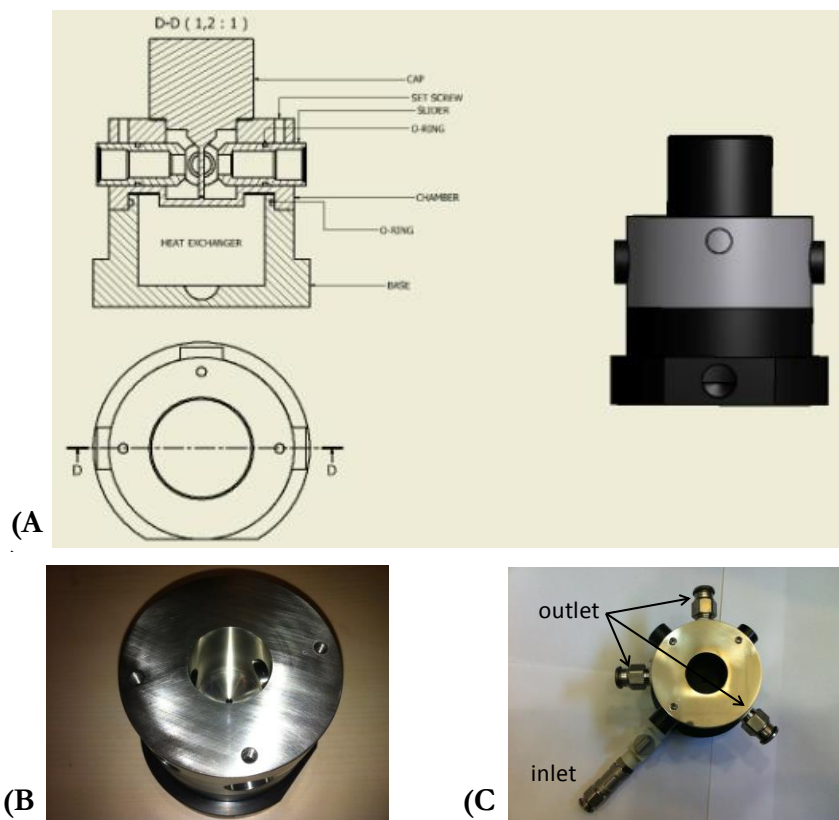 D-D ( 1,2 : 1 )
CAP
SET SCREW
SLIDER
O-RING
CHAMBER
O-RING
HEAT EXCHANGER
BASE
D
D
(A
(B
(C
outlet
inlet